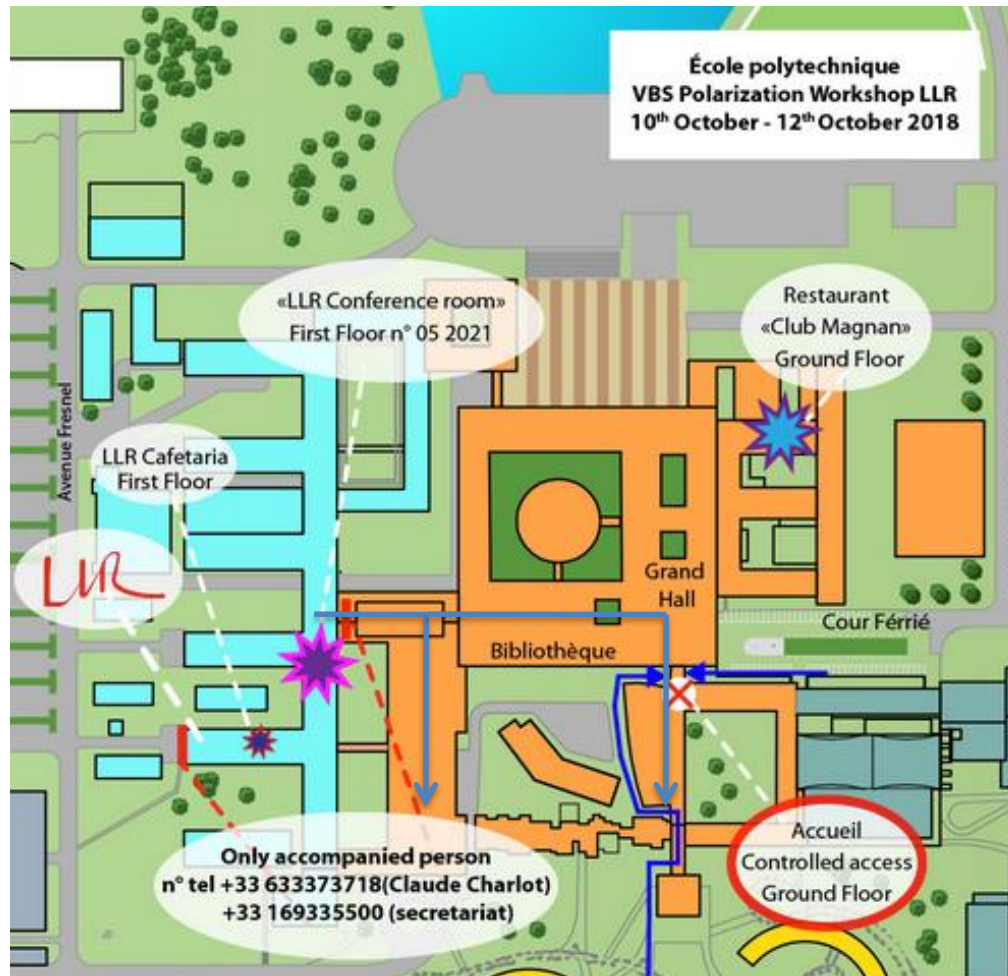 École polytechnique
VBS Polarization Workshop LLR
10th October - 12th October 2018
«LLR Conference room»
First Floor n° 05 2021
Restaurant
«Club Magnan»
Ground Floor
Avenue Fresnel
LLR Cafetaria
First Floor
LLR
Grand
Hall
Cour Férrié
Bibliothèque
Only accompanied person
n° tel +33 633373718(Claude Charlot)
+33 169335500 (secretariat)
Accueil
Controlled access
Ground Floor